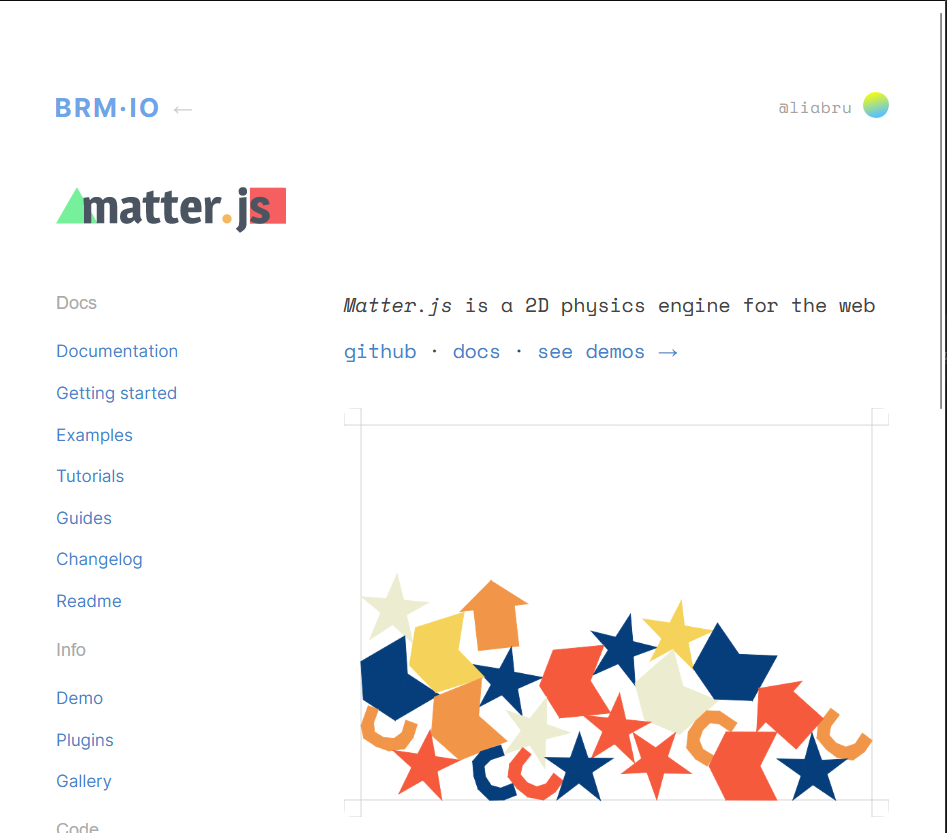 BRM·IO ←
@liabru
matter.js
Docs
Documentation
Getting started
Examples
Tutorials
Guides
Changelog
Readme
Info
Demo
Plugins
Gallery
Code
Matter.js is a 2D physics engine for the web
github · docs · see demos →